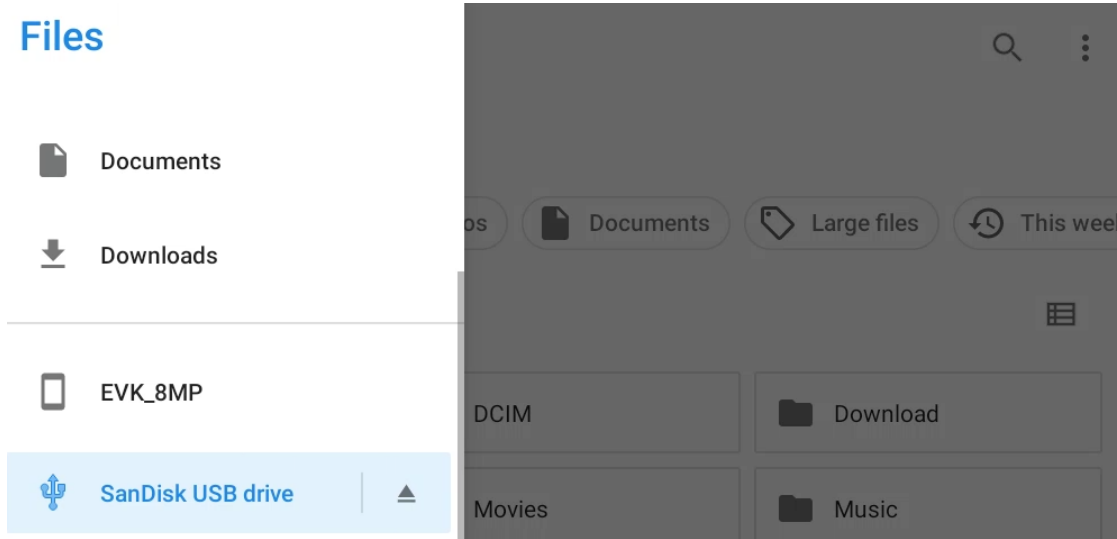 Files
Documents
Downloads
EVK_8MP
SanDisk USB drive
os
Documents
Large files
This wee
DCIM
Download
Movies
Music